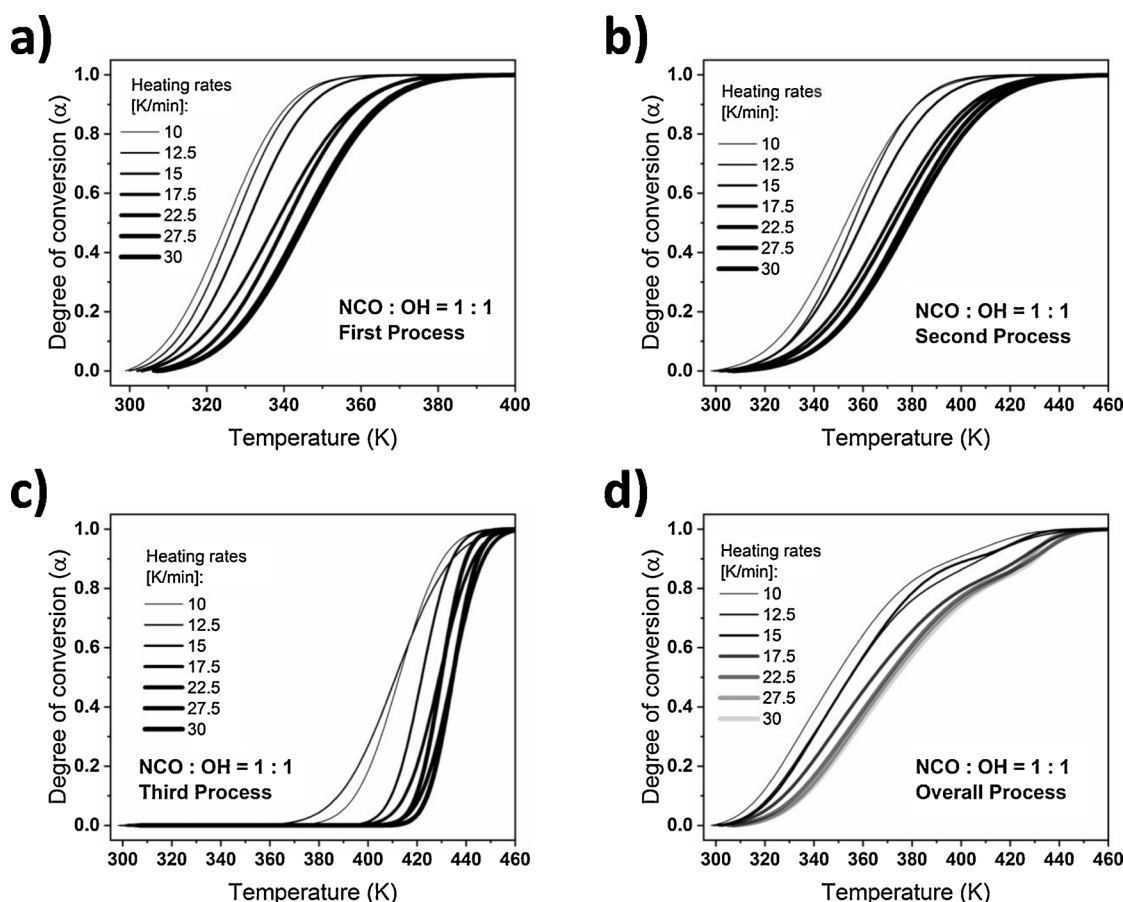 a)
Degree of conversion (α)
1.0
0.8
0.6
0.4
0.2
0.0
Heating rates
[K/min]:
10
12.5
15
17.5
22.5
27.5
30
NCO : OH = 1 : 1
First Process
300 320 340 360 380 400
Temperature (K)
b)
Degree of conversion (α)
1.0
0.8
0.6
0.4
0.2
0.0
Heating rates
[K/min]:
10
12.5
15
17.5
22.5
27.5
30
NCO : OH = 1 : 1
Second Process
300 320 340 360 380 400 420 440 460
Temperature (K)
c)
Degree of conversion (α)
1.0
0.8
0.6
0.4
0.2
0.0
Heating rates
[K/min]:
10
12.5
15
17.5
22.5
27.5
30
NCO : OH = 1 : 1
Third Process
300 320 340 360 380 400 420 440 460
Temperature (K)
d)
Degree of conversion (α)
1.0
0.8
0.6
0.4
0.2
0.0
Heating rates
[K/min]:
10
12.5
15
17.5
22.5
27.5
30
NCO : OH = 1 : 1
Overall Process
300 320 340 360 380 400 420 440 460
Temperature (K)